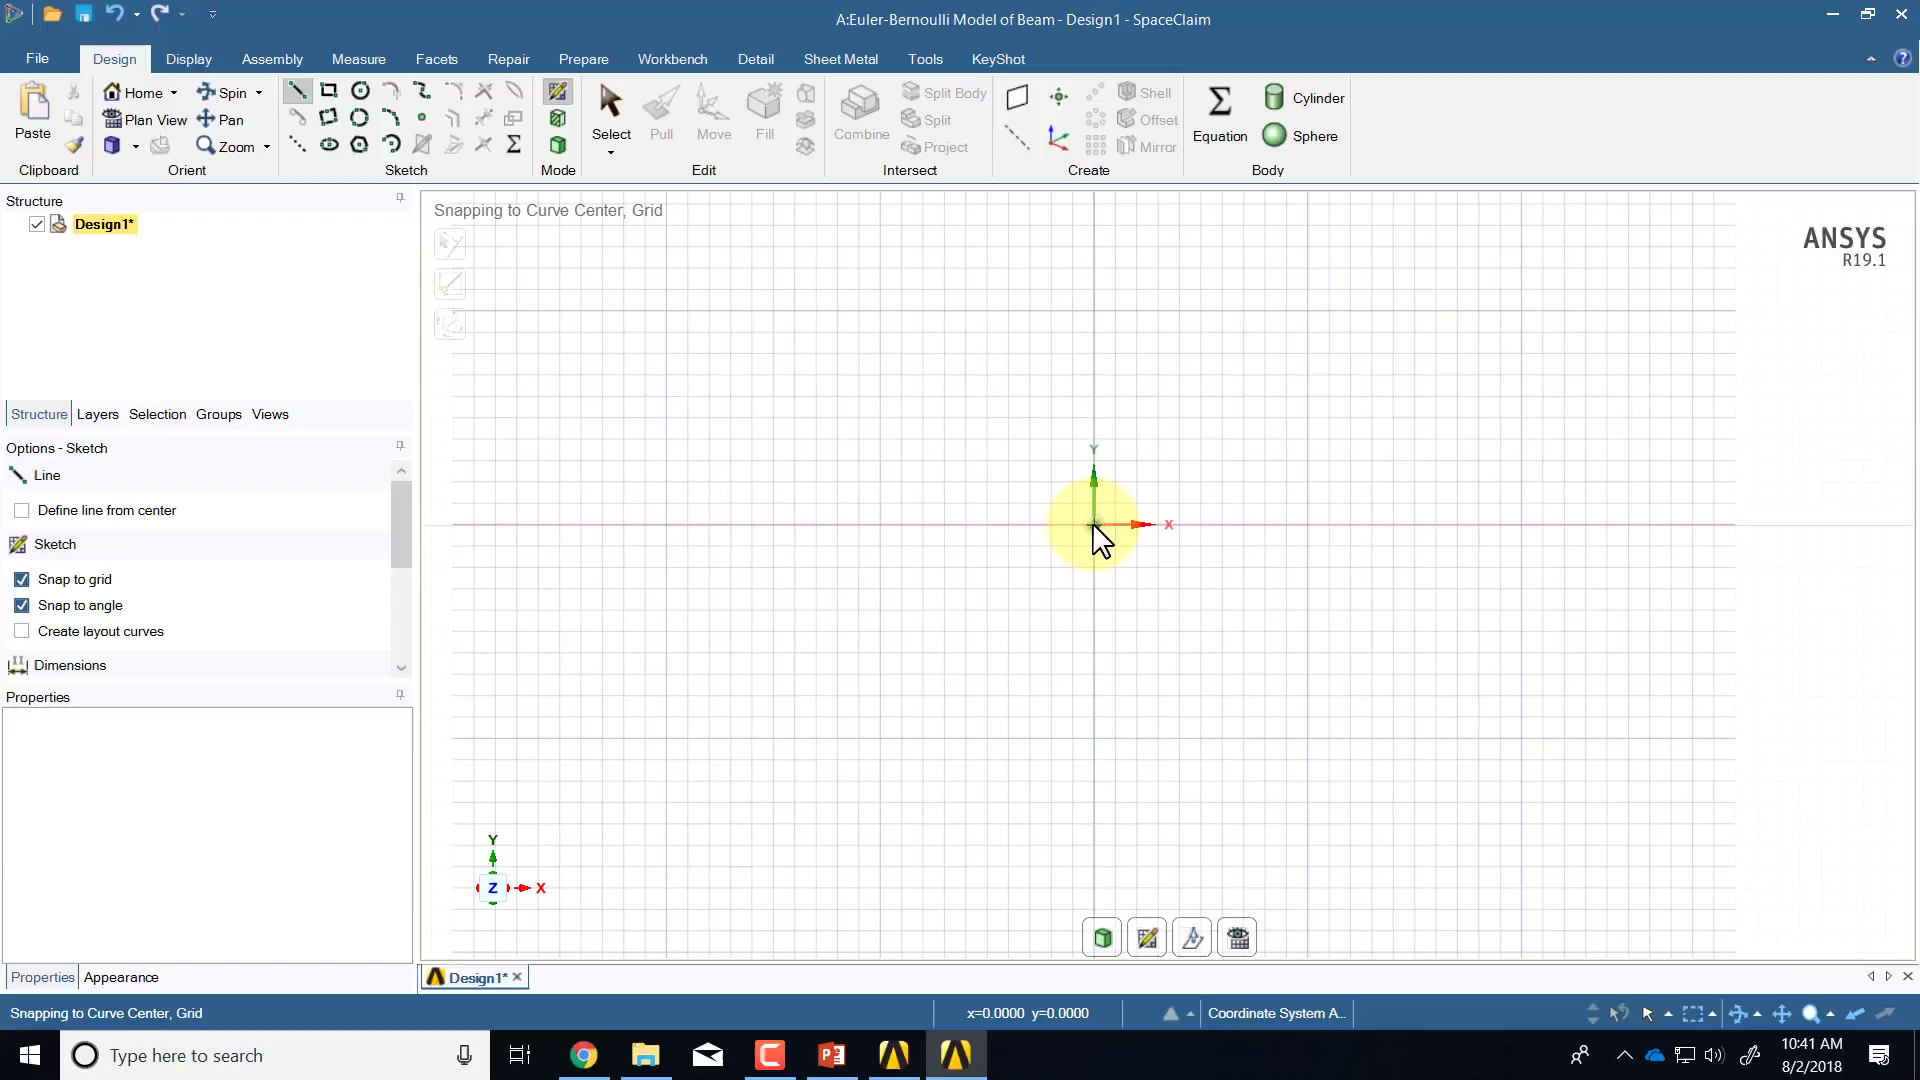 A:Euler-Bernoulli Model of Beam - Design1 - SpaceClaim
File Design Display Assembly Measure Facets Repair Prepare Workbench Detail Sheet Metal Tools KeyShot
Paste
Home Spin
Plan View Pan
Zoom
Select Pull Move Fill
Combine
Split Body
Split
Project
Shell
Offset
Mirror
Equation
Cylinder
Sphere
Clipboard Orient Sketch Mode Edit Intersect Create Body
Structure
Design1*
Structure Layers Selection Groups Views
Options - Sketch
Line
Define line from center
Sketch
Snap to grid
Snap to angle
Create layout curves
Dimensions
Properties
Properties Appearance
Snapping to Curve Center, Grid
ANSYS
R19.1
Y
X
Y
Z X
Design1*
Snapping to Curve Center, Grid x=0.0000 y=0.0000 Coordinate System A...
Type here to search
10:41 AM
8/2/2018